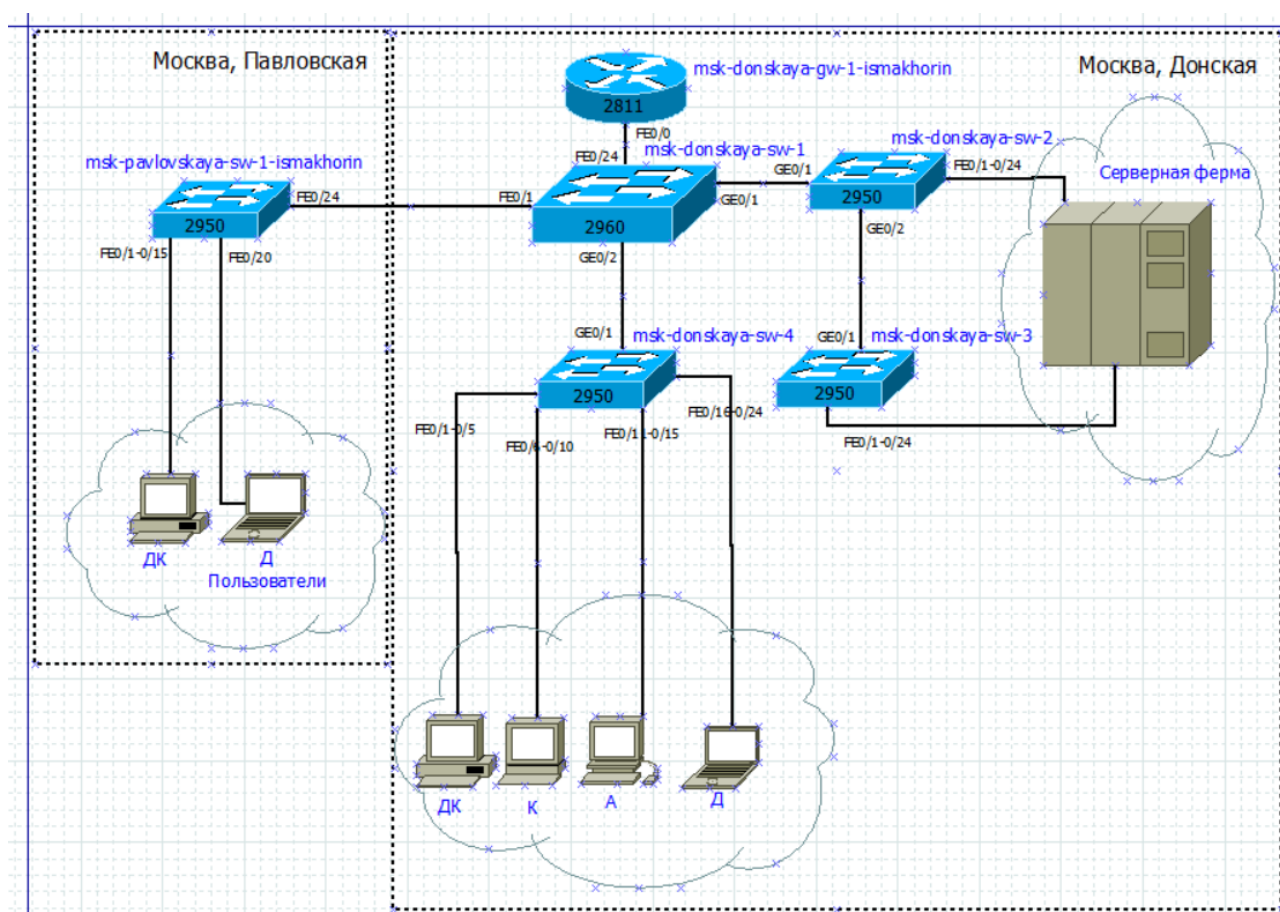 Москва, Павловская
msk-donskaya-gw-1-ismakhorin
Москва, Донская
2811
FE0/0
FE0/24
msk-donskaya-sw-1
msk-donskaya-sw-2
msk-pavlovskaya-sw-1-ismakhorin
GE0/1
FE0/1-0/24
Серверная ферма
FE0/24
FE0/1
GE0/1
2950
2960
2950
FE0/1-0/15
FE0/20
GE0/2
GE0/2
GE0/1
msk-donskaya-sw-4
GE0/1
msk-donskaya-sw-3
2950
2950
FE0/1-0/5
FE0/6-0/10
FE0/11-0/15
FE0/16-0/24
FE0/1-0/24
ДК
Д
Пользователи
ДК
К
А
Д